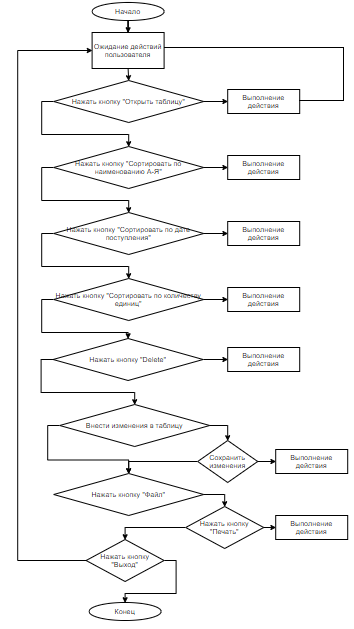 Начало
Ожидание действий
пользователя
Нажать кнопку "Открыть таблицу"
Выполнение
действия
Нажать кнопку "Сортировать по
наименованию А-Я"
Выполнение
действия
Нажать кнопку "Сортировать по дате
поступления"
Выполнение
действия
Нажать кнопку "Сортировать по количеству
единиц"
Выполнение
действия
Нажать кнопку "Delete"
Выполнение
действия
Внести изменения в таблицу
Сохранить
изменения
Выполнение
действия
Нажать кнопку "Файл"
Нажать кнопку
"Печать"
Выполнение
действия
Нажать кнопку
"Выход"
Конец